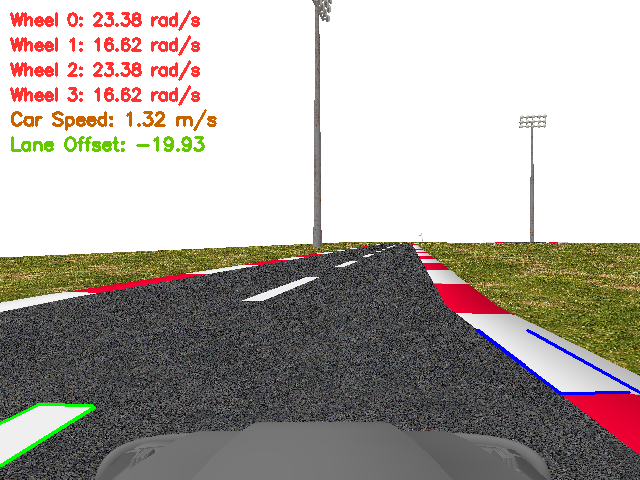 Wheel 0: 23.38 rad/s
Wheel 1: 16.62 rad/s
Wheel 2: 23.38 rad/s
Wheel 3: 16.62 rad/s
Car Speed: 1.32 m/s
Lane Offset: -19.93